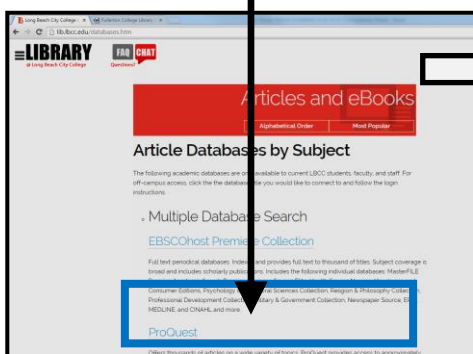 Long Beach City College
Fullerton College Library
lib.lbcc.edu/databases.htm
LIBRARY
@ Long Beach City College
FAQ CHAT
Questions?
Articles and eBooks
Alphabetical Order Most Popular
Article Databases by Subject
The following academic databases are available to current LBCC students, faculty, and staff. For
off-campus access, click the the database you would like to connect to and follow the login
instructions.
Multiple Database Search
EBSCOhost Premiere Collection
Full text periodical databases. Indexes and provides full text to thousand of titles. Subject coverage is
broad and includes scholarly publications. Includes the following individual databases: MasterFILE
Consumer Editions, Psychology Sciences Collection, Religion & Philosophy Collection,
Professional Development Collection, Military & Government Collection, Newspaper Source,
MEDLINE and CINAHL and more.
ProQuest
Offers thousands of articles on a wide variety of topics. ProQuest provides access to approximately